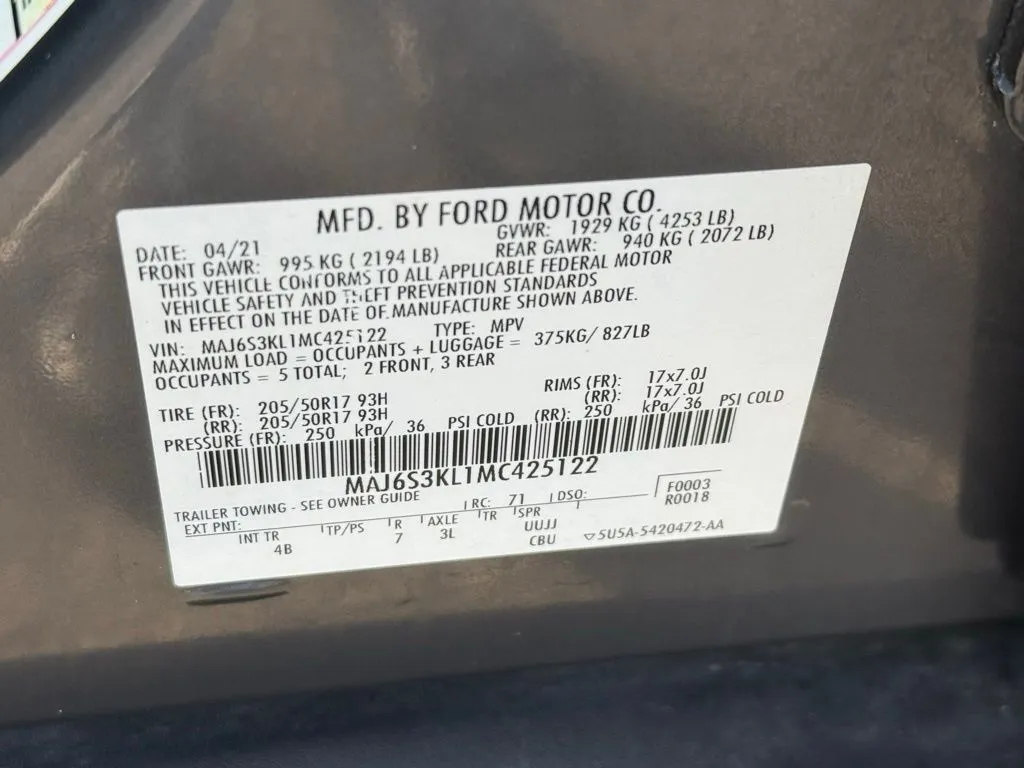 MFD. BY FORD MOTOR CO.
DATE: 04/21 GVWR: 1929 KG ( 4253 LB)
FRONT GAWR: 995 KG ( 2194 LB) REAR GAWR: 940 KG ( 2072 LB)
THIS VEHICLE CONFORMS TO ALL APPLICABLE FEDERAL MOTOR
VEHICLE SAFETY AND THEFT PREVENTION STANDARDS
IN EFFECT ON THE DATE OF MANUFACTURE SHOWN ABOVE.
VIN: MAJ6S3KL1MC425122 TYPE: MPV
MAXIMUM LOAD = OCCUPANTS + LUGGAGE = 375KG/ 827LB
OCCUPANTS = 5 TOTAL; 2 FRONT, 3 REAR
TIRE (FR): 205/50R17 93H RIMS (FR): 17x7.0J
(RR): 205/50R17 93H (RR): 17x7.0J
PRESSURE (FR): 250 kPa/ 36 PSI COLD (RR): 250 kPa/ 36 PSI COLD
MAJ6S3KL1MC425122
TRAILER TOWING - SEE OWNER GUIDE
EXT PNT: RC: 71 DSO: F0003
R0018
INT TR TP/PS R AXLE TR SPR
4B 7 3L UUJJ
CBU ▽5U5A-5420472-AA